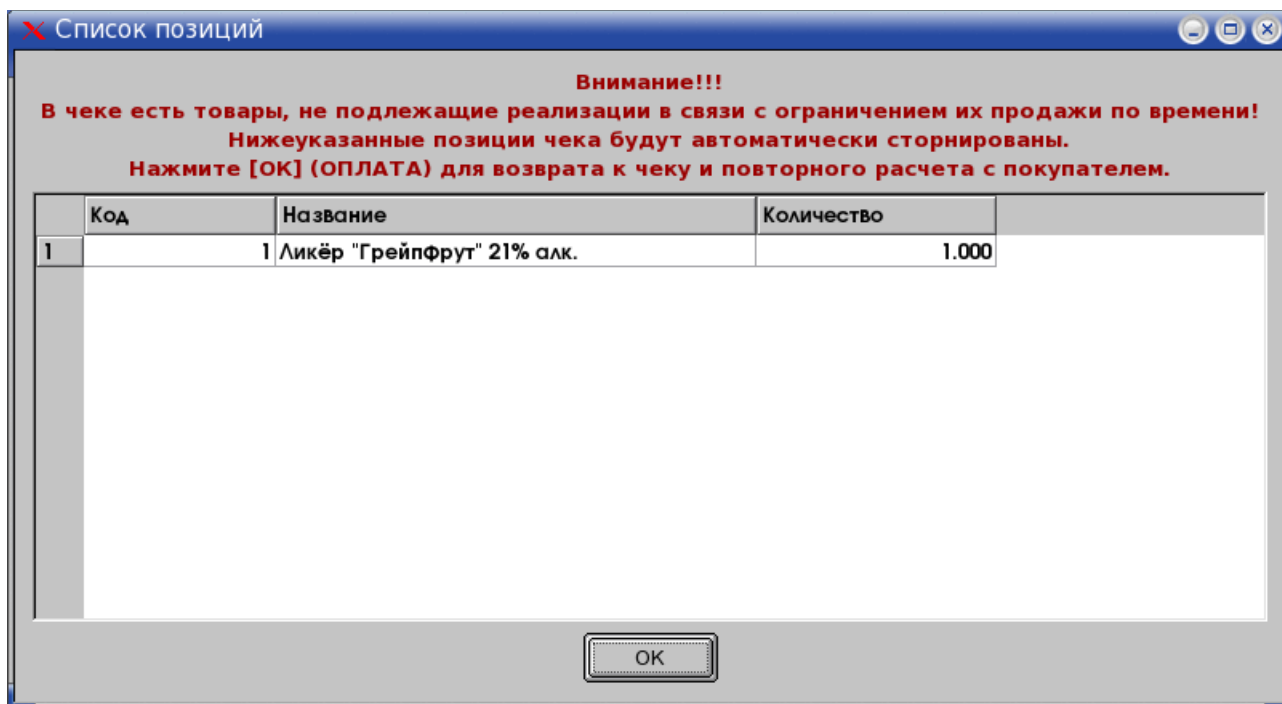 Список позиций
Внимание!!!
В чеке есть товары, не подлежащие реализации в связи с ограничением их продажи по времени!
Нижеуказанные позиции чека будут автоматически сторнированы.
Нажмите [ОК] (ОПЛАТА) для возврата к чеку и повторного расчета с покупателем.
Код Название Количество
1 1 Ликёр "Грейпфрут" 21% алк. 1.000
ОК